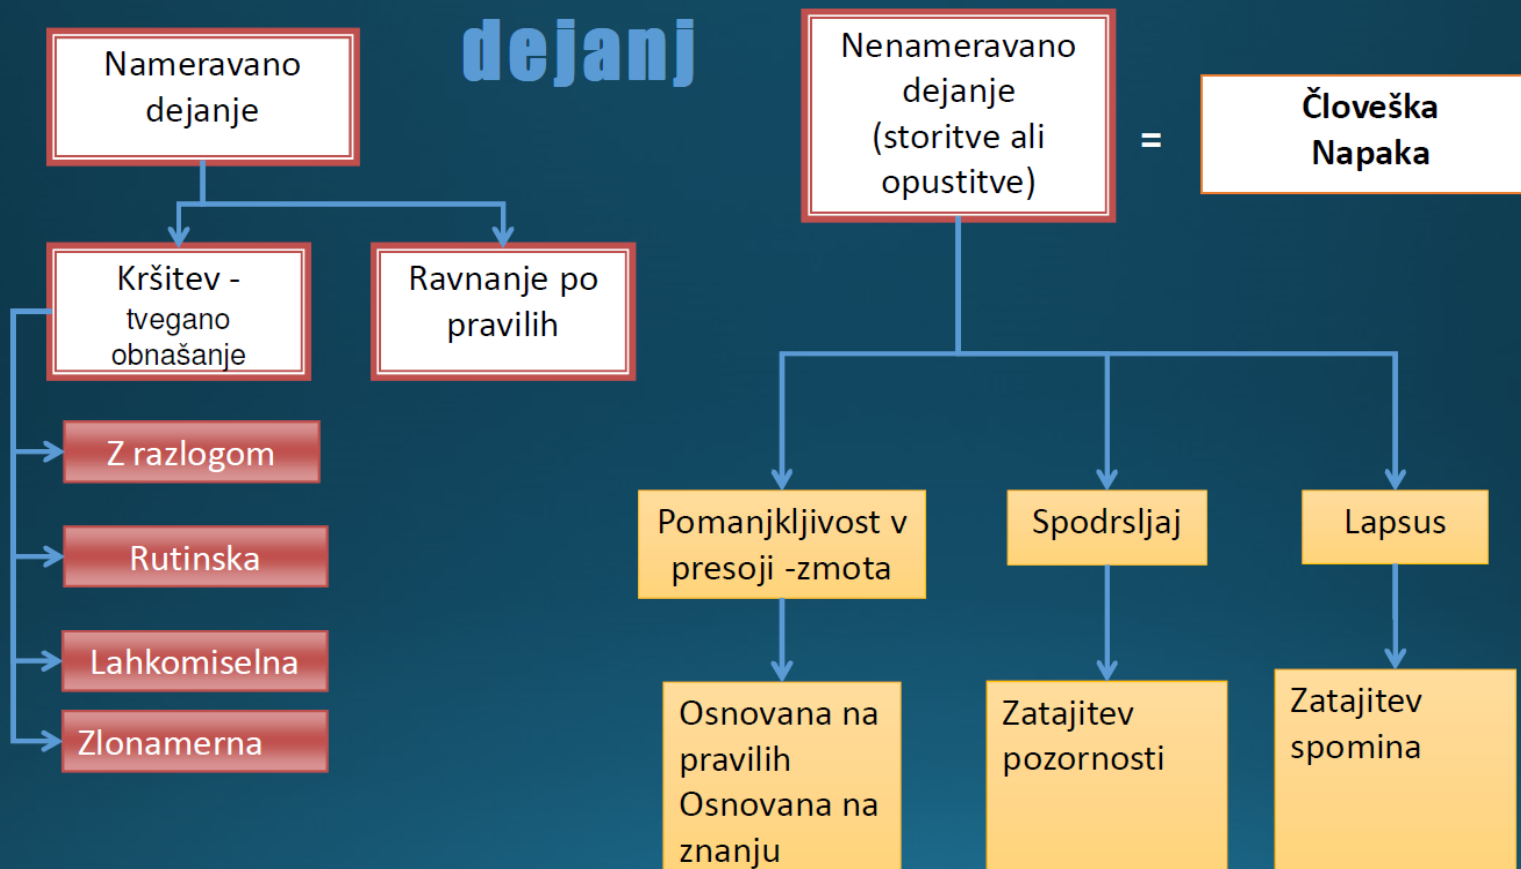 dejanj
Nameravano
dejanje
Nenameravano
dejanje
(storitve ali
opustitve)
=
Človeška
Napaka
Kršitev -
tvegano
obnašanje
Ravnanje po
pravilih
Z razlogom
Rutinska
Lahkomiselna
Zlonamerna
Pomanjkljivost v
presoji -zmota
Spodrsljaj
Lapsus
Osnovana na
pravilih
Osnovana na
znanju
Zatajitev
pozornosti
Zatajitev
spomina